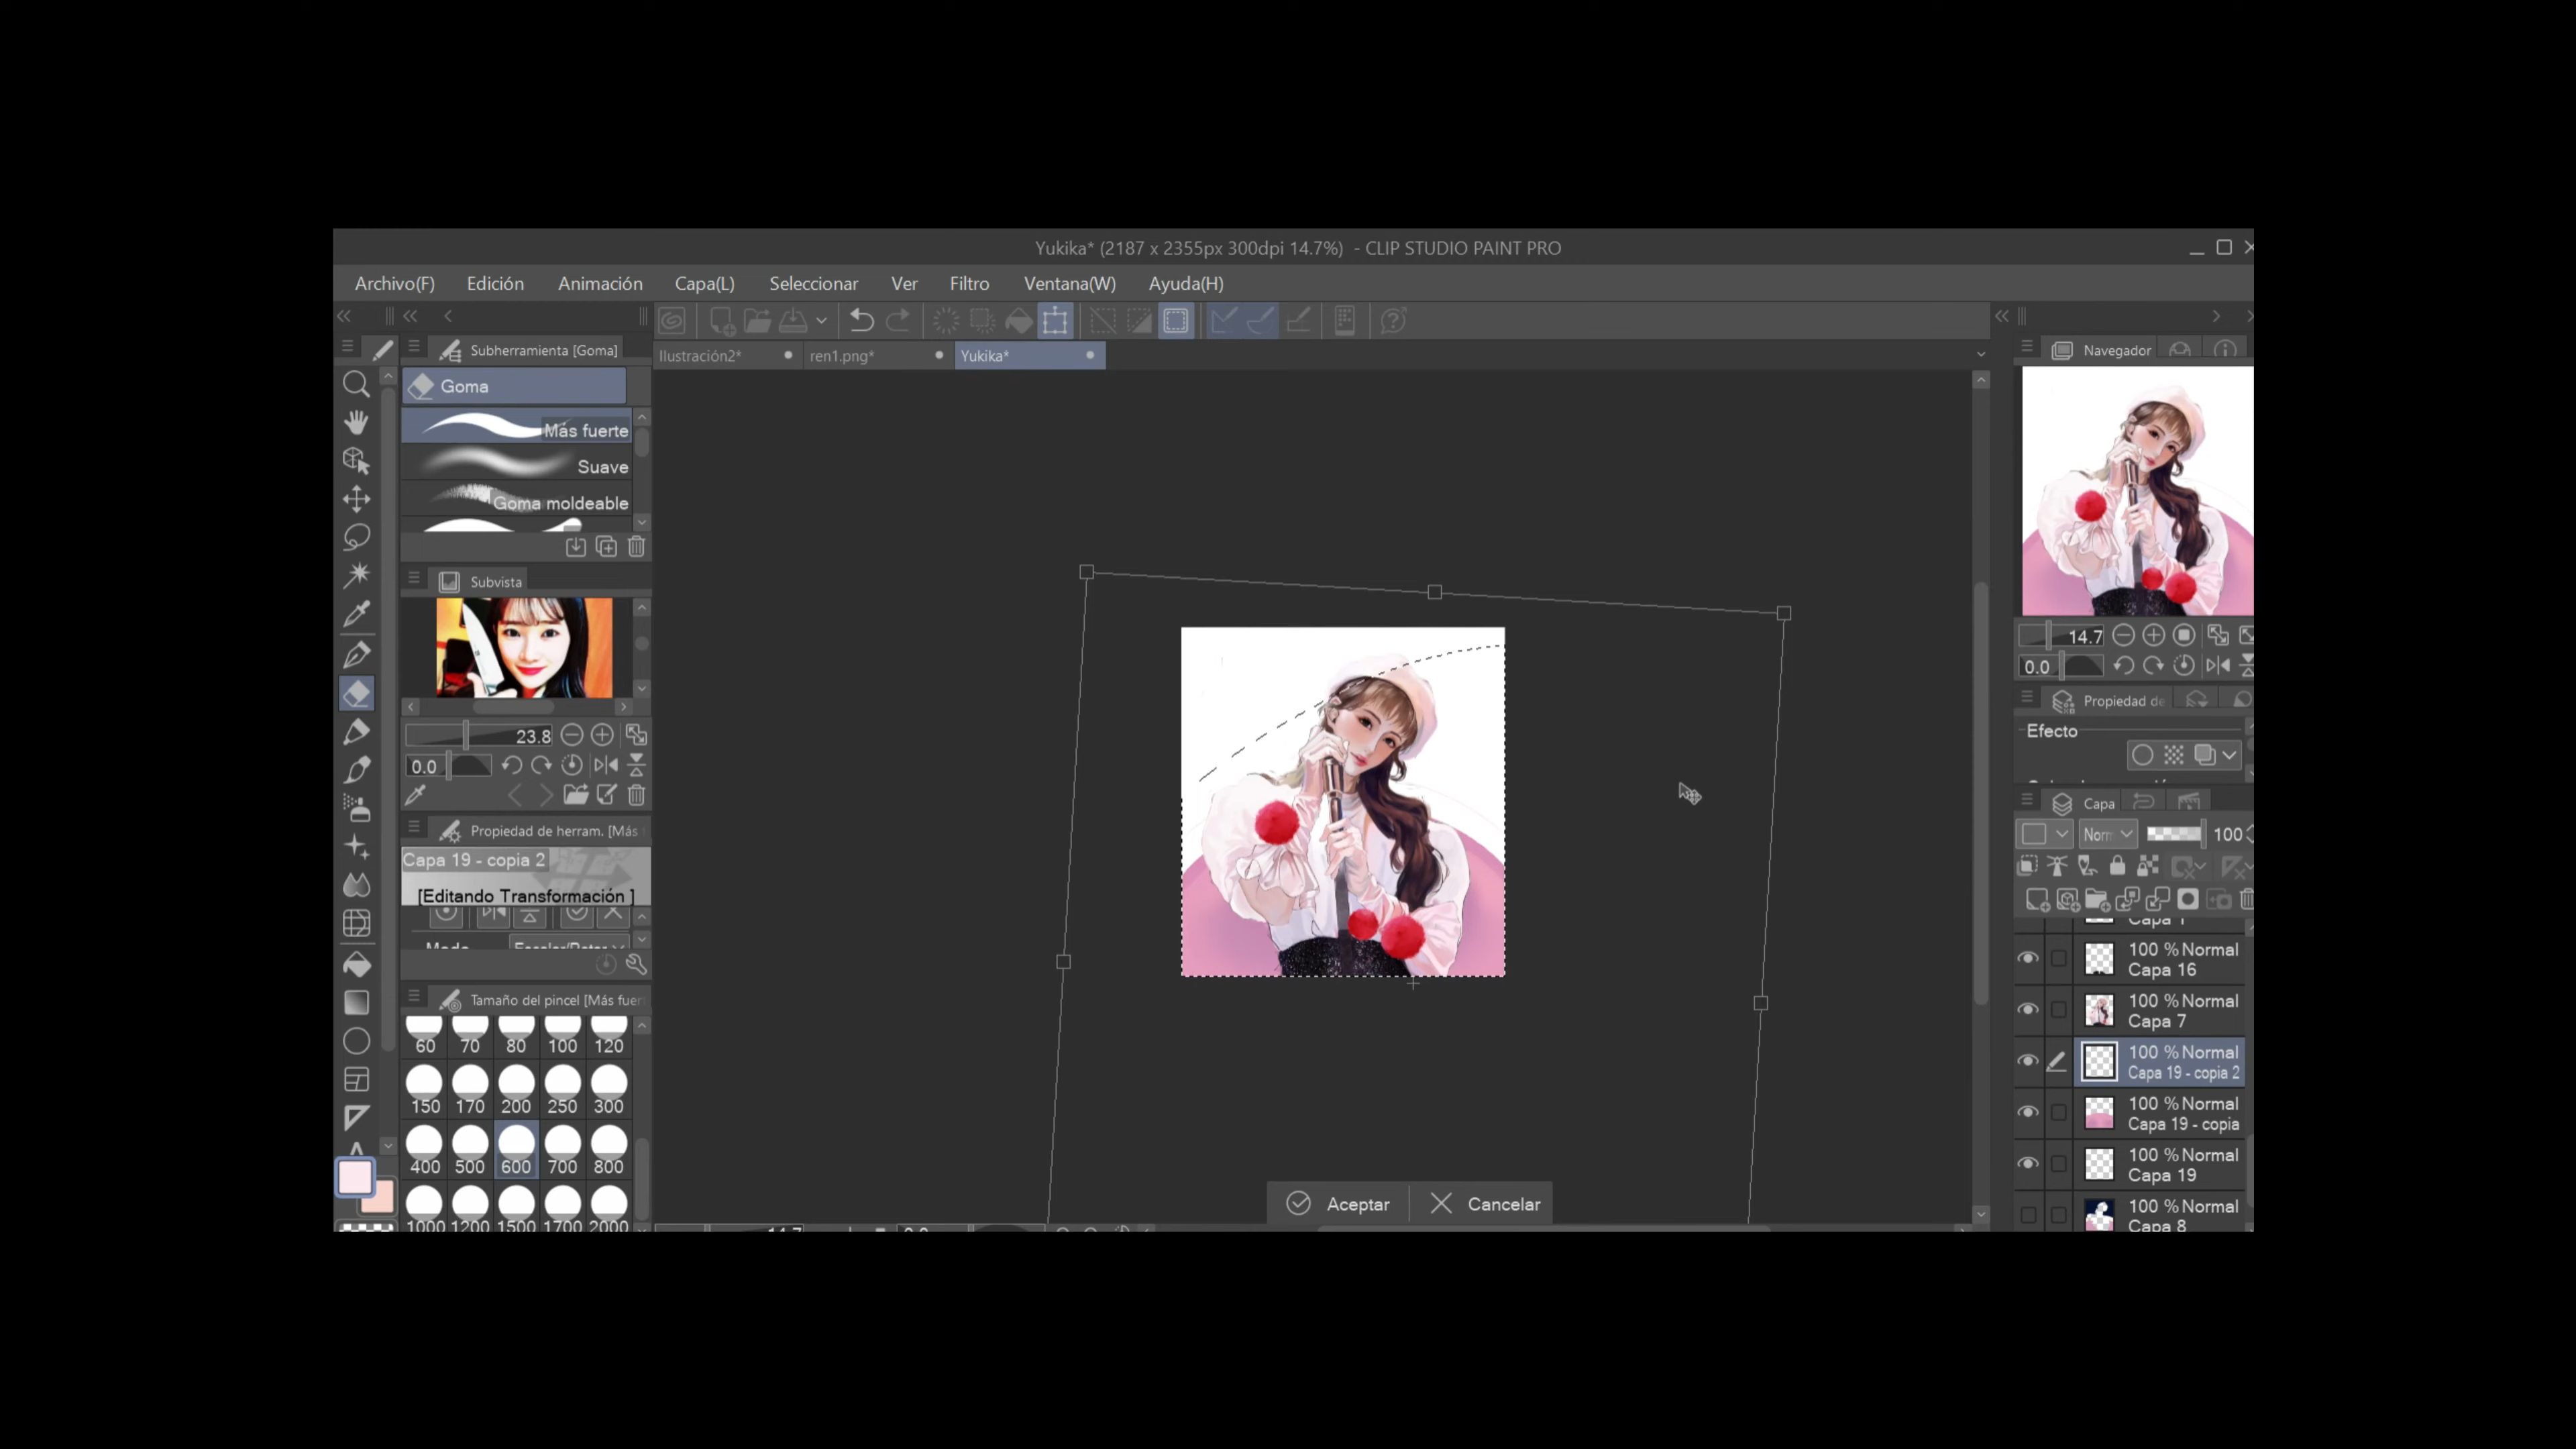 Yukika* (2187 x 2355px 300dpi 14.7%) - CLIP STUDIO PAINT PRO
Archivo(F) Edición Animación Capa(L) Seleccionar Ver Filtro Ventana(W) Ayuda(H)
Ilustración2* ren1.png* Yukika*
Subherramienta [Goma]
Goma
Más fuerte
Suave
Goma moldeable
Subvista
23.8
0.0
Propiedad de herram. [Más
Capa 19 - copia 2
[Editando Transformación ]
Modo
Tamaño del pincel [Más fuer
60 70 80 100 120
150 170 200 250 300
400 500 600 700 800
1000 1200 1500 1700 2000
Aceptar Cancelar
Navegador
14.7
0.0
Propiedad de
Efecto
Capa
Norm 100
Capa 1
100 % Normal
Capa 16
100 % Normal
Capa 7
100 % Normal
Capa 19 - copia 2
100 % Normal
Capa 19 - copia
100 % Normal
Capa 19
100 % Normal
Capa 8